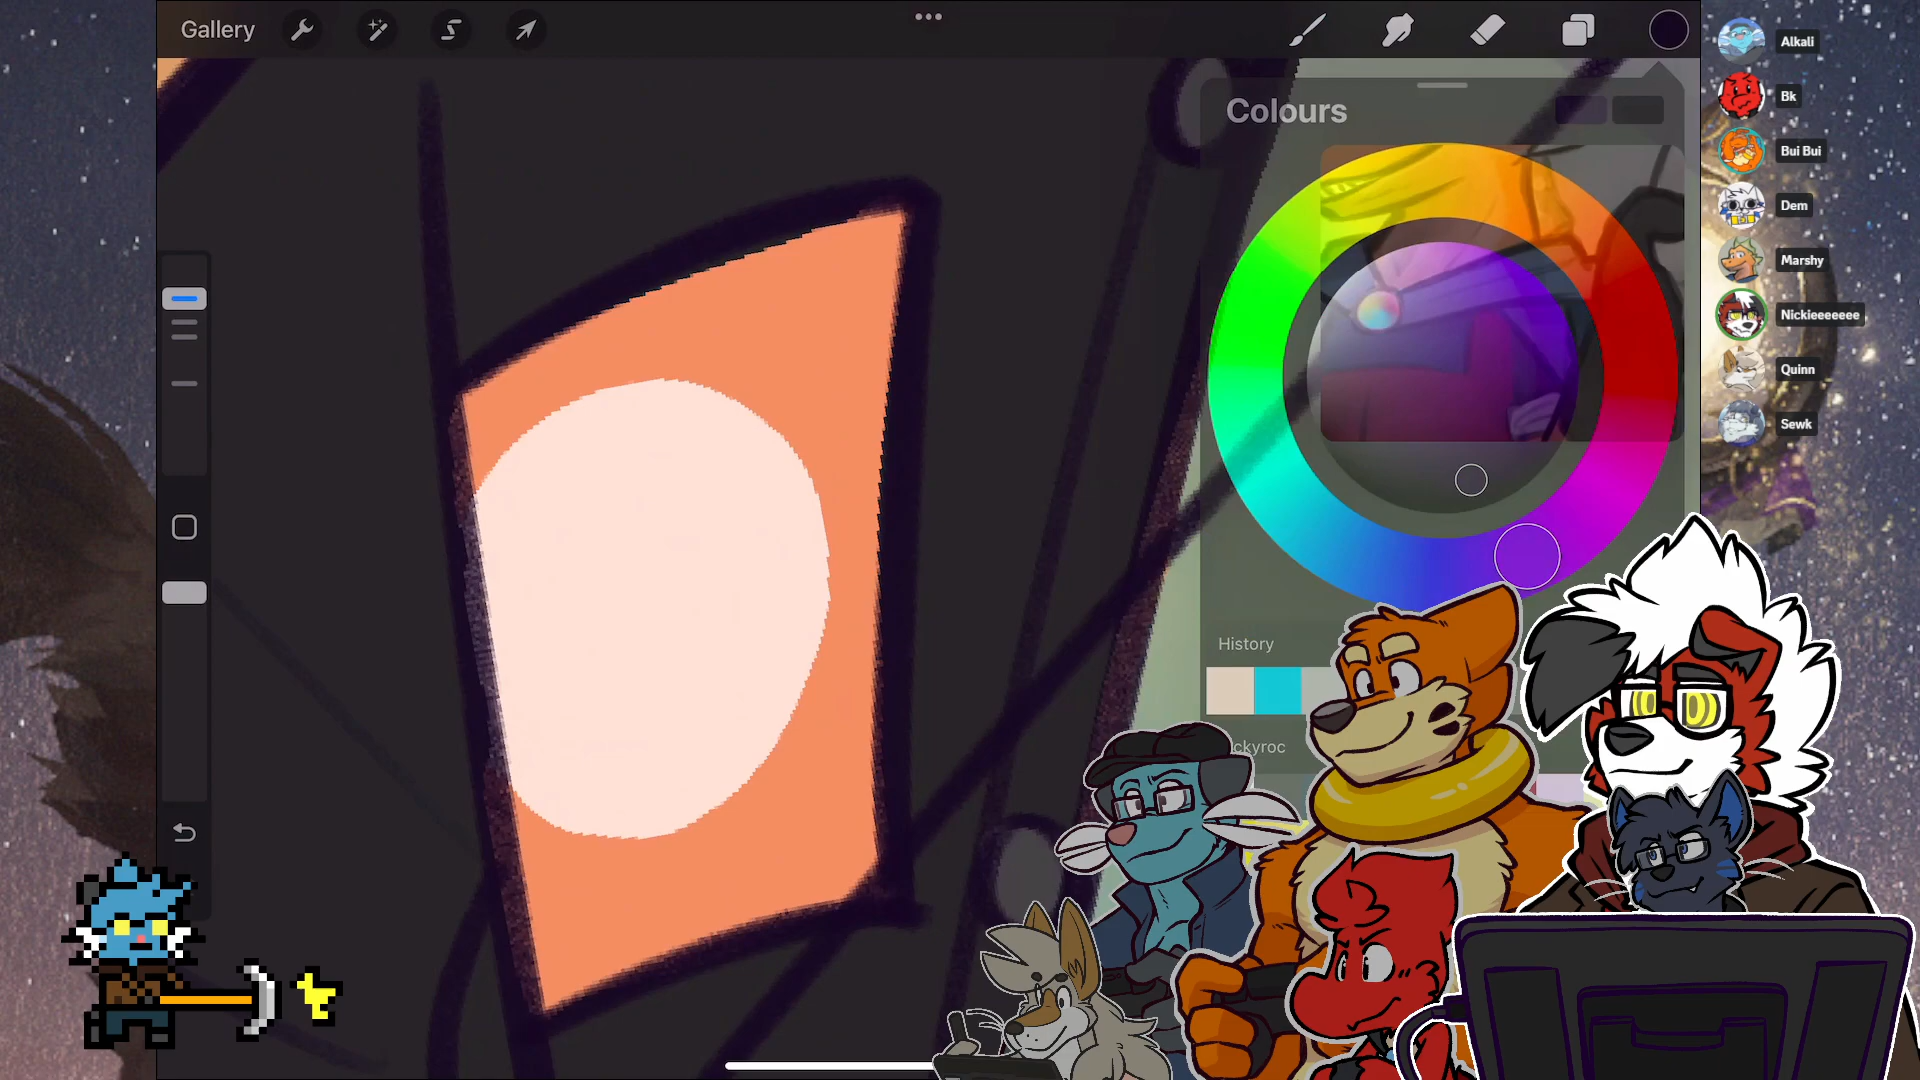 Gallery
Colours
History
ckyroc
Alkali
Bk
Bui Bui
Dem
Marshy
Nickieeeeeee
Quinn
Sewk